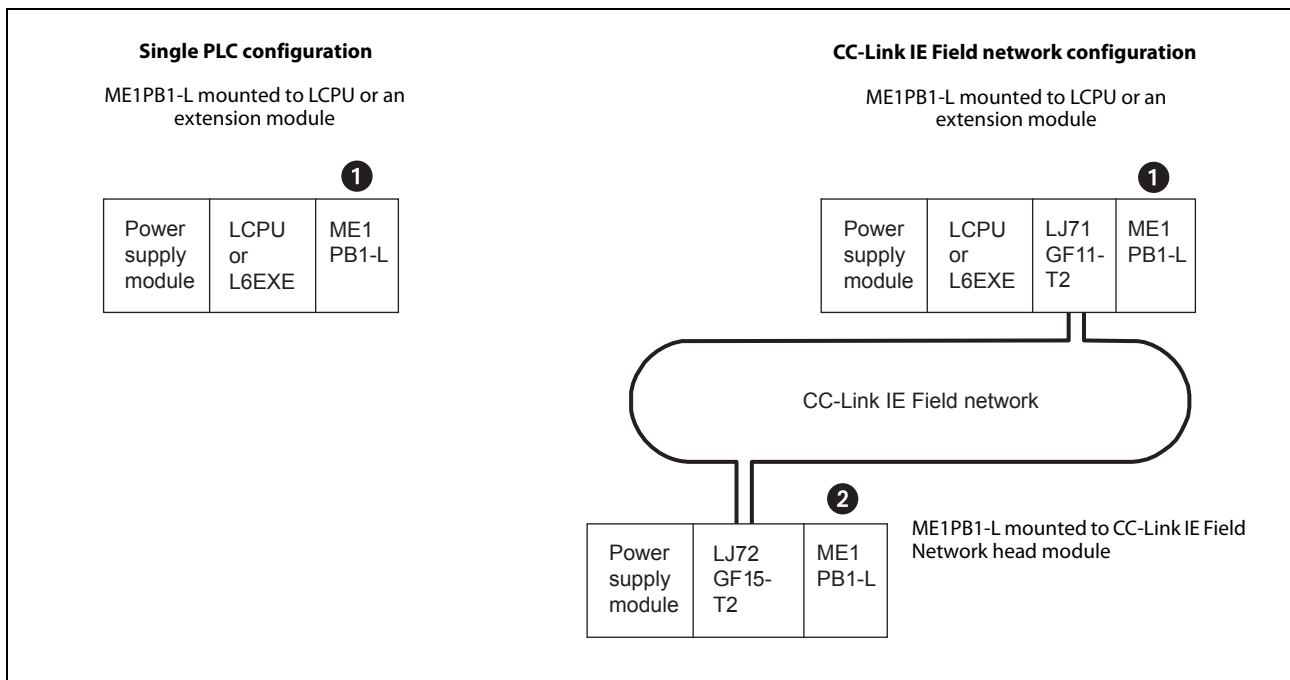 Single PLC configuration
ME1PB1-L mounted to LCPU or an
extension module
1
Power
supply
module
LCPU
or
L6EXE
ME1
PB1-L
CC-Link IE Field network configuration
ME1PB1-L mounted to LCPU or an
extension module
1
Power
supply
module
LCPU
or
L6EXE
LJ71
GF11-
T2
ME1
PB1-L
CC-Link IE Field network
2
Power
supply
module
LJ72
GF15-
T2
ME1
PB1-L
ME1PB1-L mounted to CC-Link IE Field
Network head module